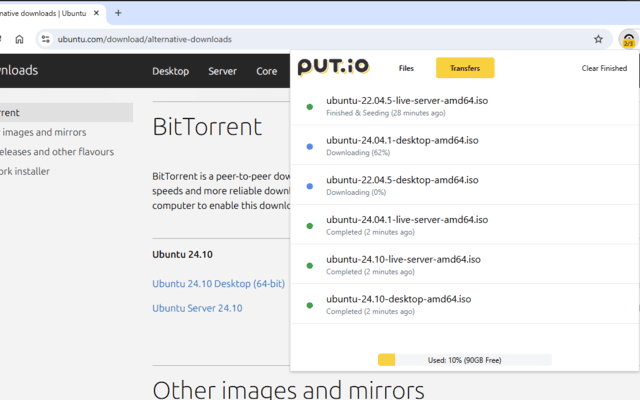 rnative downloads | Ubuntu
ubuntu.com/download/alternative-downloads
2/3
wnloads
Desktop
Server
Core
rrent
r images and mirrors
eleases and other flavours
ork installer
BitTorrent
BitTorrent is a peer-to-peer dow
speeds and more reliable downl
computer to enable this downlo
Ubuntu 24.10
Ubuntu 24.10 Desktop (64-bit)
Ubuntu Server 24.10
Other images and mirrors
PUT.iO
Files
Transfers
Clear Finished
ubuntu-22.04.5-live-server-amd64.iso
Finished & Seeding (28 minutes ago)
ubuntu-24.04.1-desktop-amd64.iso
Downloading (62%)
ubuntu-22.04.5-desktop-amd64.iso
Downloading (0%)
ubuntu-24.04.1-live-server-amd64.iso
Completed (2 minutes ago)
ubuntu-24.10-live-server-amd64.iso
Completed (2 minutes ago)
ubuntu-24.10-desktop-amd64.iso
Completed (2 minutes ago)
Used: 10% (90GB Free)